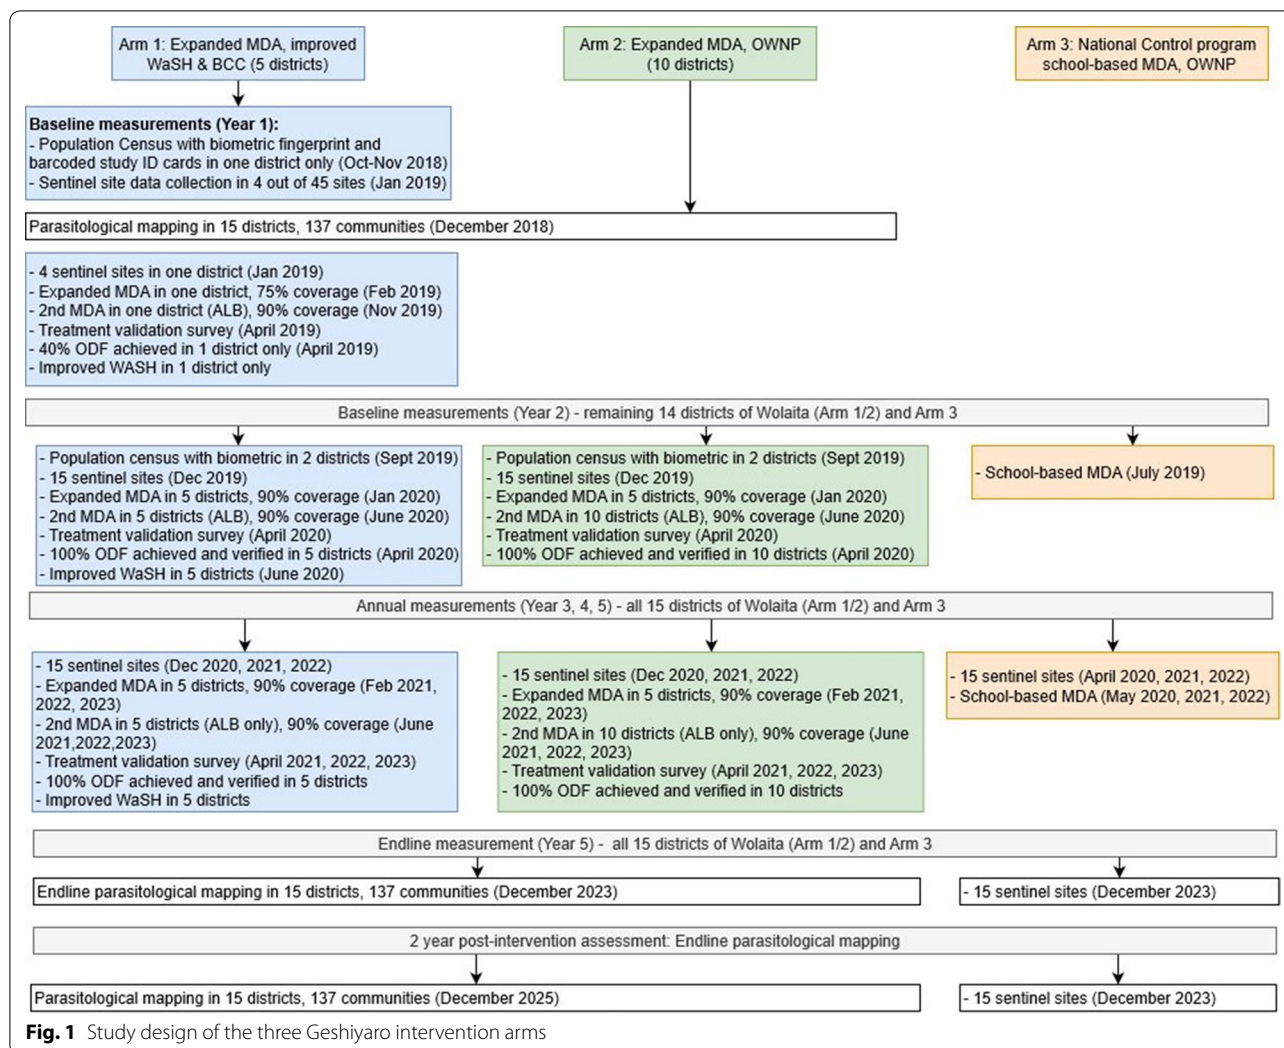 Arm 1: Expanded MDA, improved
WaSH & BCC (5 districts)
Arm 2: Expanded MDA, OWNP
(10 districts)
Arm 3: National Control program
school-based MDA, OWNP
Baseline measurements (Year 1):
- Population Census with biometric fingerprint and
barcoded study ID cards in one district only (Oct-Nov 2018)
- Sentinel site data collection in 4 out of 45 sites (Jan 2019)
Parasitological mapping in 15 districts, 137 communities (December 2018)
- 4 sentinel sites in one district (Jan 2019)
- Expanded MDA in one district, 75% coverage (Feb 2019)
- 2nd MDA in one district (ALB), 90% coverage (Nov 2019)
- Treatment validation survey (April 2019)
- 40% ODF achieved in 1 district only (April 2019)
- Improved WASH in 1 district only
Baseline measurements (Year 2) - remaining 14 districts of Wolaita (Arm 1/2) and Arm 3
- Population census with biometric in 2 districts (Sept 2019)
- 15 sentinel sites (Dec 2019)
- Expanded MDA in 5 districts, 90% coverage (Jan 2020)
- 2nd MDA in 5 districts (ALB), 90% coverage (June 2020)
- Treatment validation survey (April 2020)
- 100% ODF achieved and verified in 5 districts (April 2020)
- Improved WaSH in 5 districts (June 2020)
- Population census with biometric in 2 districts (Sept 2019)
- 15 sentinel sites (Dec 2019)
- Expanded MDA in 5 districts, 90% coverage (Jan 2020)
- 2nd MDA in 10 districts (ALB), 90% coverage (June 2020)
- Treatment validation survey (April 2020)
- 100% ODF achieved and verified in 10 districts (April 2020)
- School-based MDA (July 2019)
Annual measurements (Year 3, 4, 5) - all 15 districts of Wolaita (Arm 1/2) and Arm 3
- 15 sentinel sites (Dec 2020, 2021, 2022)
- Expanded MDA in 5 districts, 90% coverage (Feb 2021,
2022, 2023)
- 2nd MDA in 5 districts (ALB only), 90% coverage (June
2021,2022,2023)
- Treatment validation survey (April 2021, 2022, 2023)
- 100% ODF achieved and verified in 5 districts
- Improved WaSH in 5 districts
- 15 sentinel sites (Dec 2020, 2021, 2022)
- Expanded MDA in 5 districts, 90% coverage (Feb 2021,
2022, 2023)
- 2nd MDA in 10 districts (ALB only), 90% coverage (June
2021, 2022, 2023)
- Treatment validation survey (April 2021, 2022, 2023)
- 100% ODF achieved and verified in 10 districts
- 15 sentinel sites (April 2020, 2021, 2022)
- School-based MDA (May 2020, 2021, 2022)
Endline measurement (Year 5) - all 15 districts of Wolaita (Arm 1/2) and Arm 3
Endline parasitological mapping in 15 districts, 137 communities (December 2023)
- 15 sentinel sites (December 2023)
2 year post-intervention assessment: Endline parasitological mapping
Parasitological mapping in 15 districts, 137 communities (December 2025)
- 15 sentinel sites (December 2023)
Fig. 1 Study design of the three Geshiyaro intervention arms